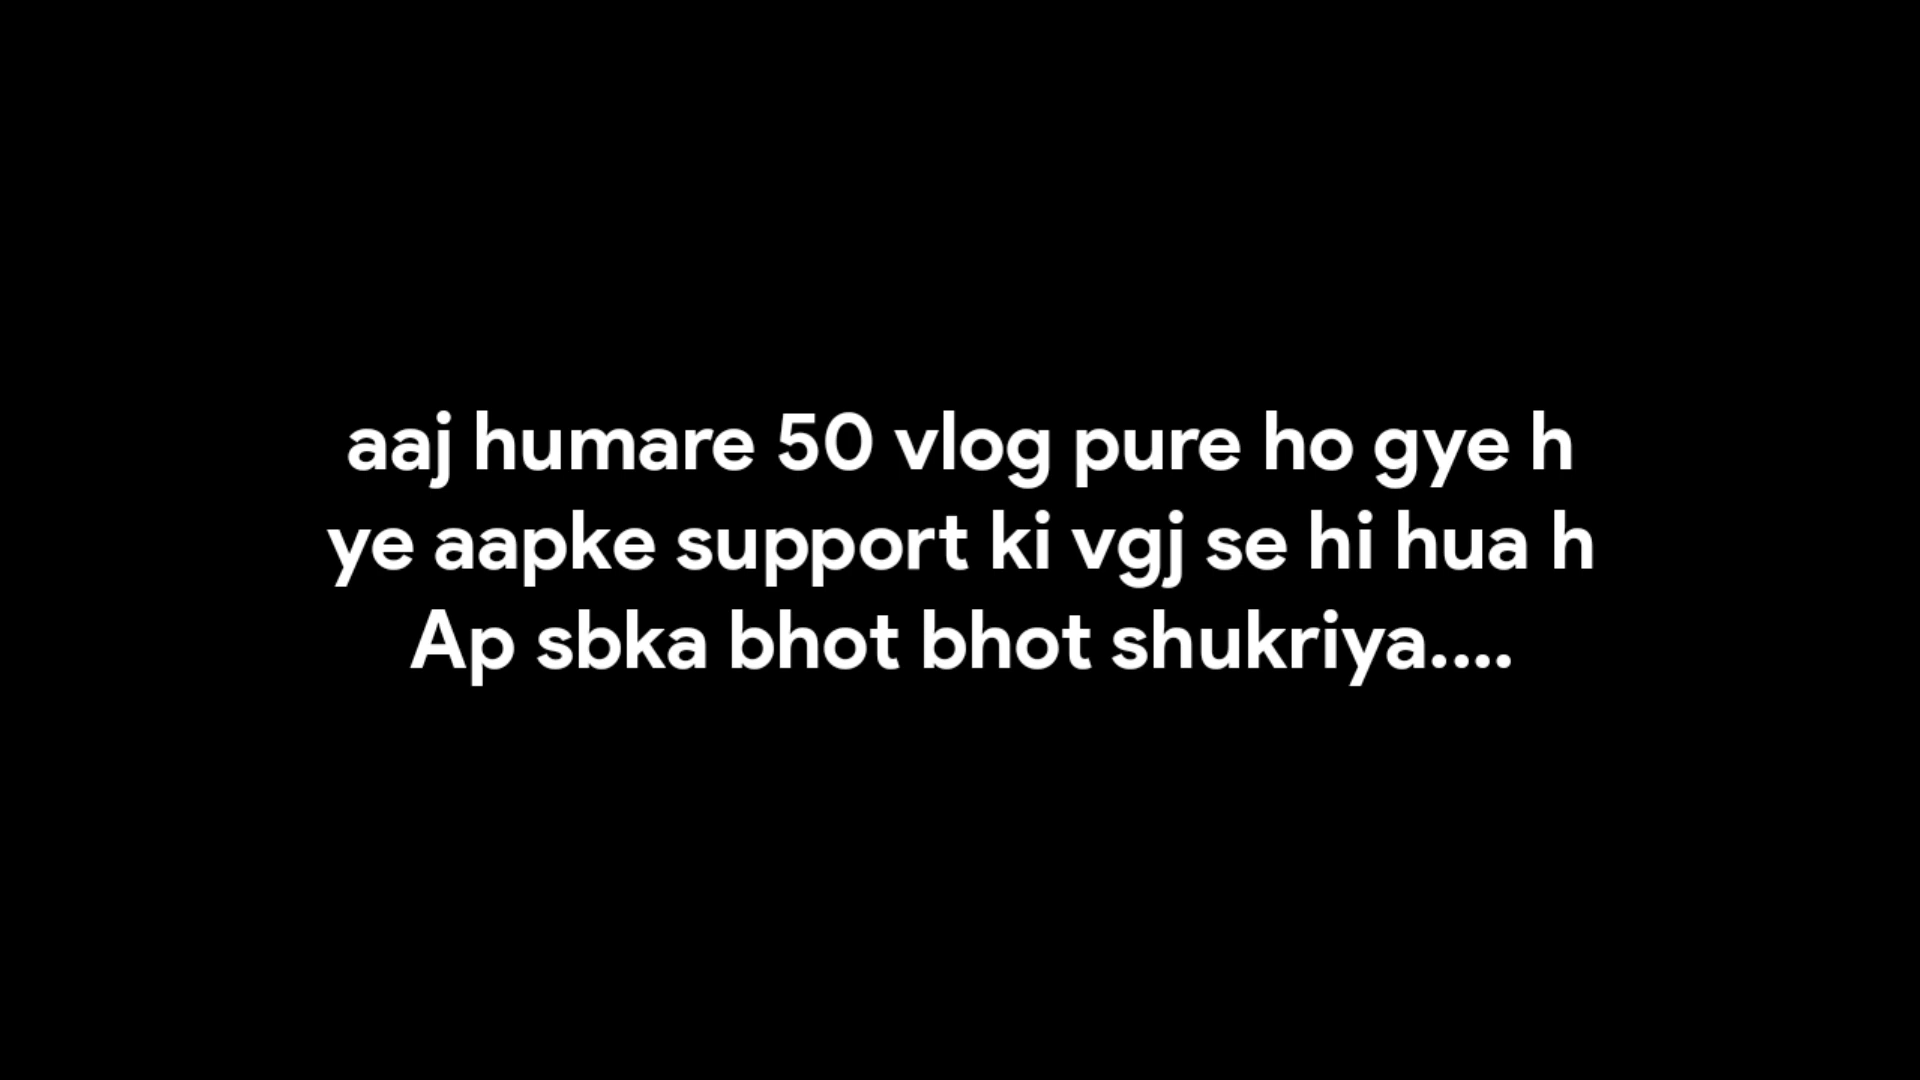 aaj humare 50 vlog pure ho gye h
ye aapke support ki vgj se hi hua h
Ap sbka bhot bhot shukriya....